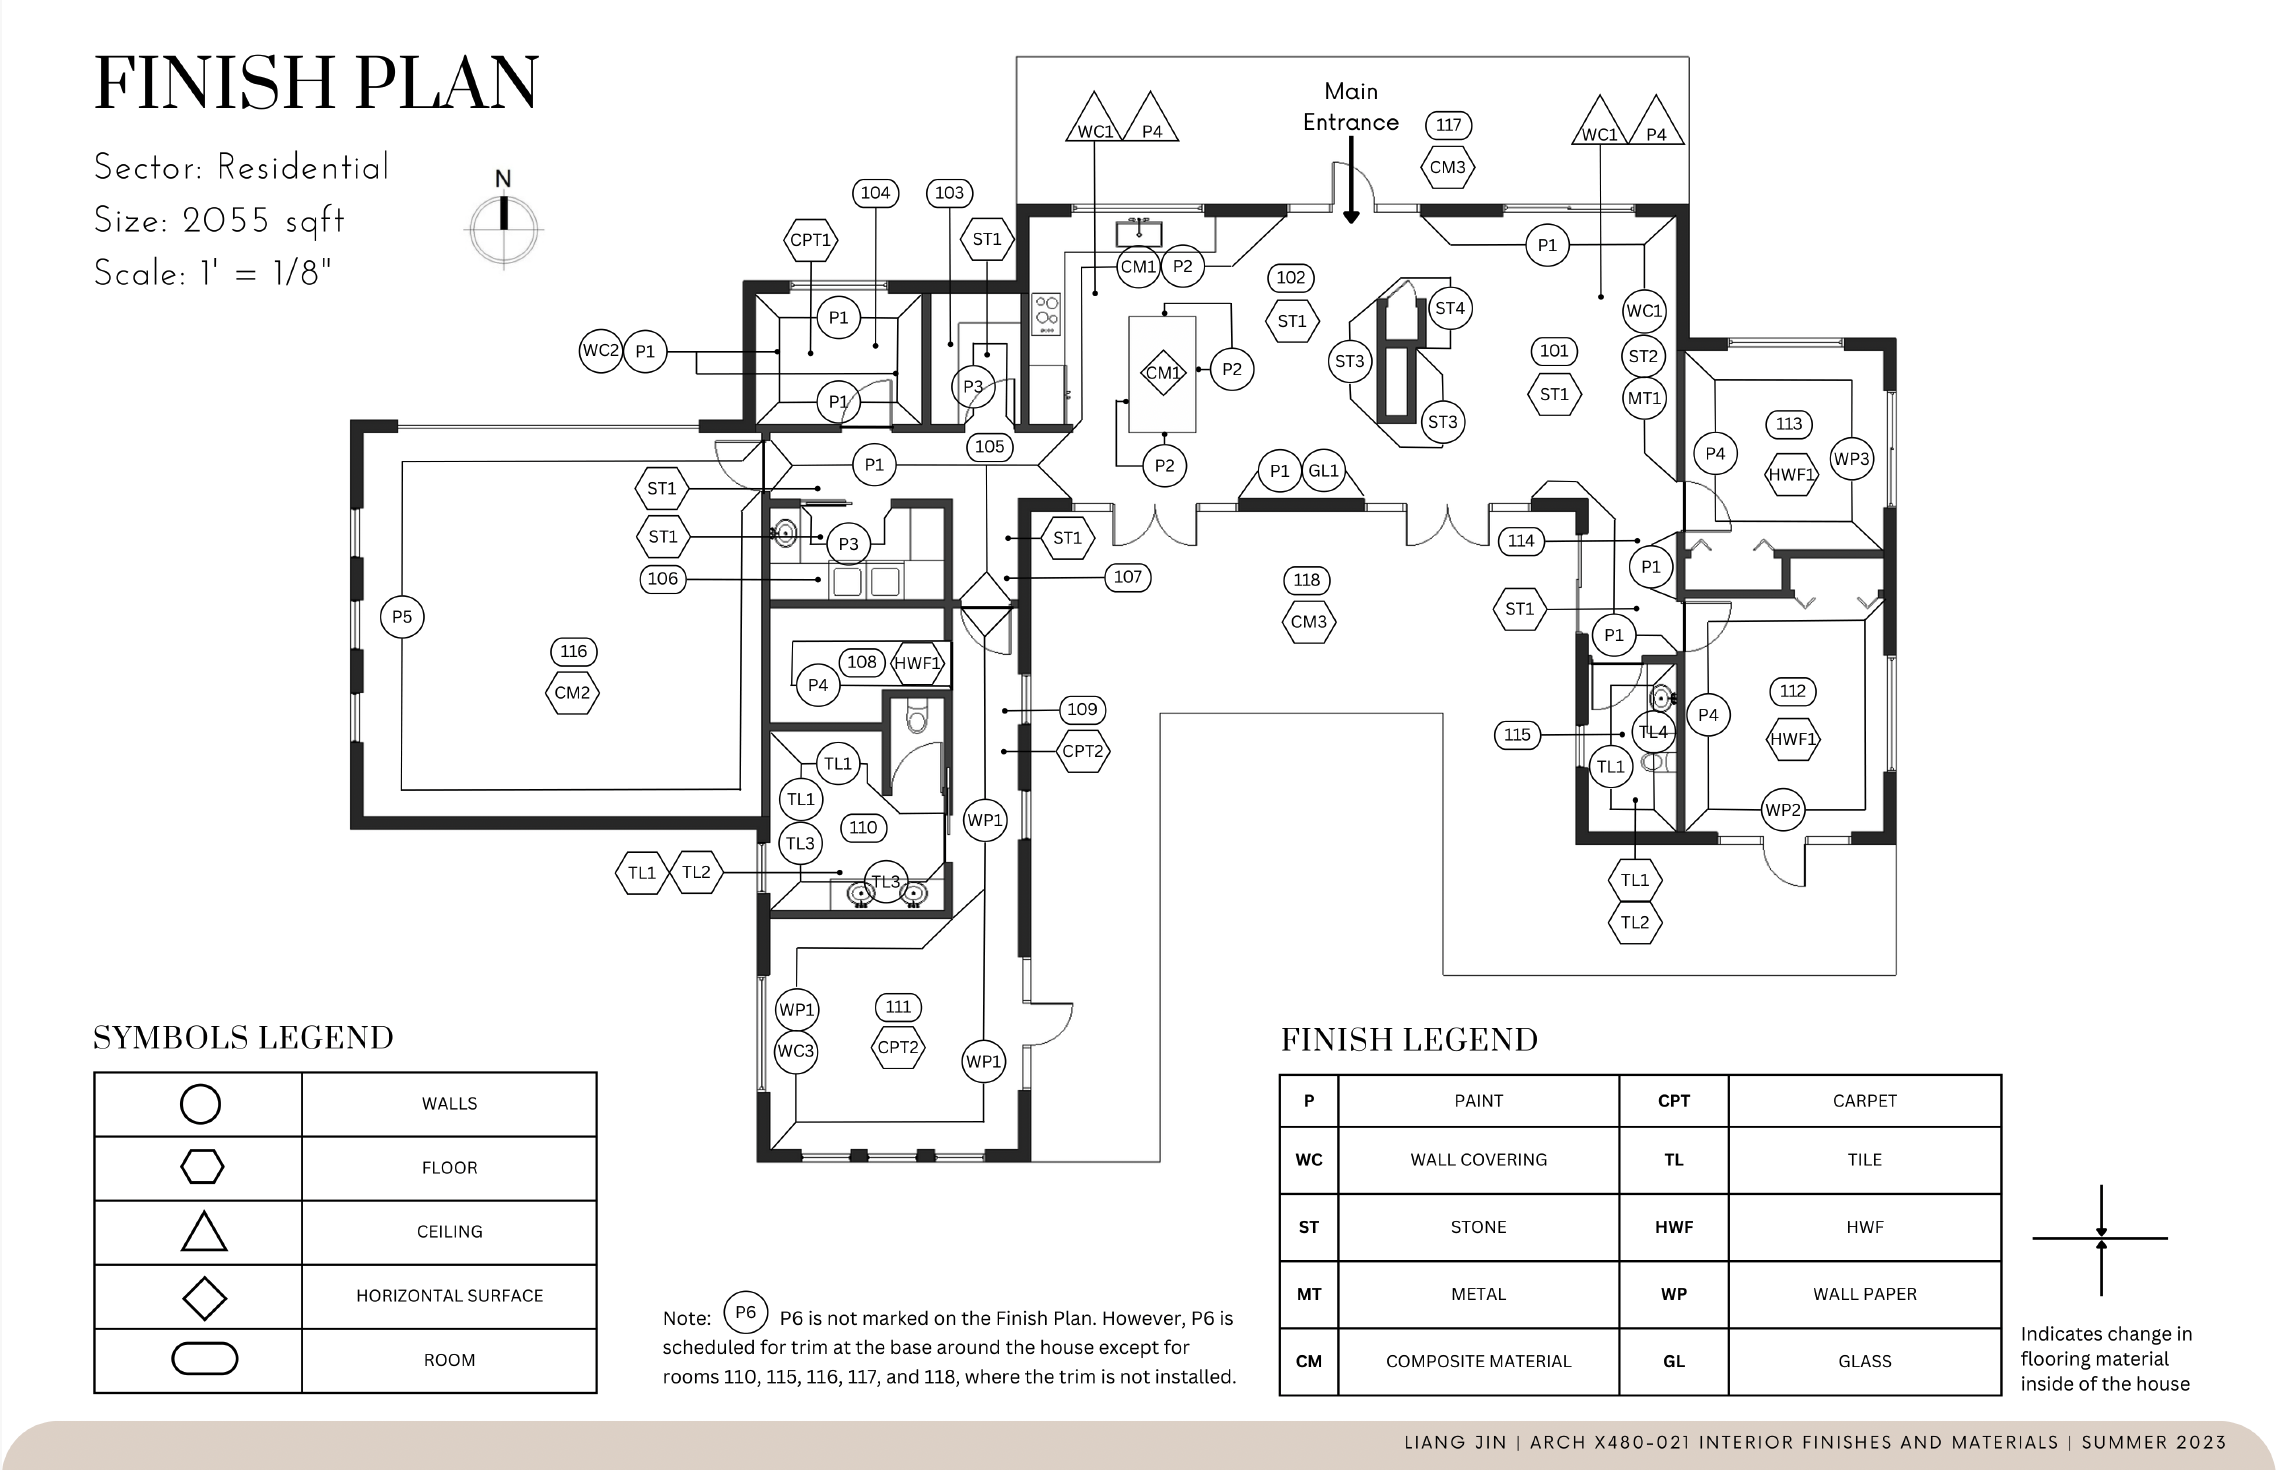 FINISH PLAN
Sector: Residential
Size: 2055 sqft
Scale: 1' = 1/8"
N
Main
Entrance
117
CM3
WC1 P4
WC1 P4
104
103
CPT1
ST1
P1
CM1 P2
102
ST1
P1
WC2 P1
P1
P3
CM1
P2
P2
ST4
ST3
ST3
101
ST1
WC1
ST2
MT1
113
HWF1
P4
WP3
105
P1
P1 GL1
ST1
ST1
106
P3
ST1
107
118
CM3
114
P1
ST1
P1
P5
116
CM2
108
HWF1
P4
109
CPT2
112
HWF1
P4
WP2
115
TL4
TL1
TL1
TL1
TL3
110
TL3
WP1
TL1 TL2
TL1
TL2
WP1
WC3
111
CPT2
WP1
SYMBOLS LEGEND
WALLS
FLOOR
CEILING
HORIZONTAL SURFACE
ROOM
Note: P6 P6 is not marked on the Finish Plan. However, P6 is
scheduled for trim at the base around the house except for
rooms 110, 115, 116, 117, and 118, where the trim is not installed.
FINISH LEGEND
P PAINT CPT CARPET
WC WALL COVERING TL TILE
ST STONE HWF HWF
MT METAL WP WALL PAPER
CM COMPOSITE MATERIAL GL GLASS
Indicates change in
flooring material
inside of the house
LIANG JIN | ARCH X480-021 INTERIOR FINISHES AND MATERIALS | SUMMER 2023